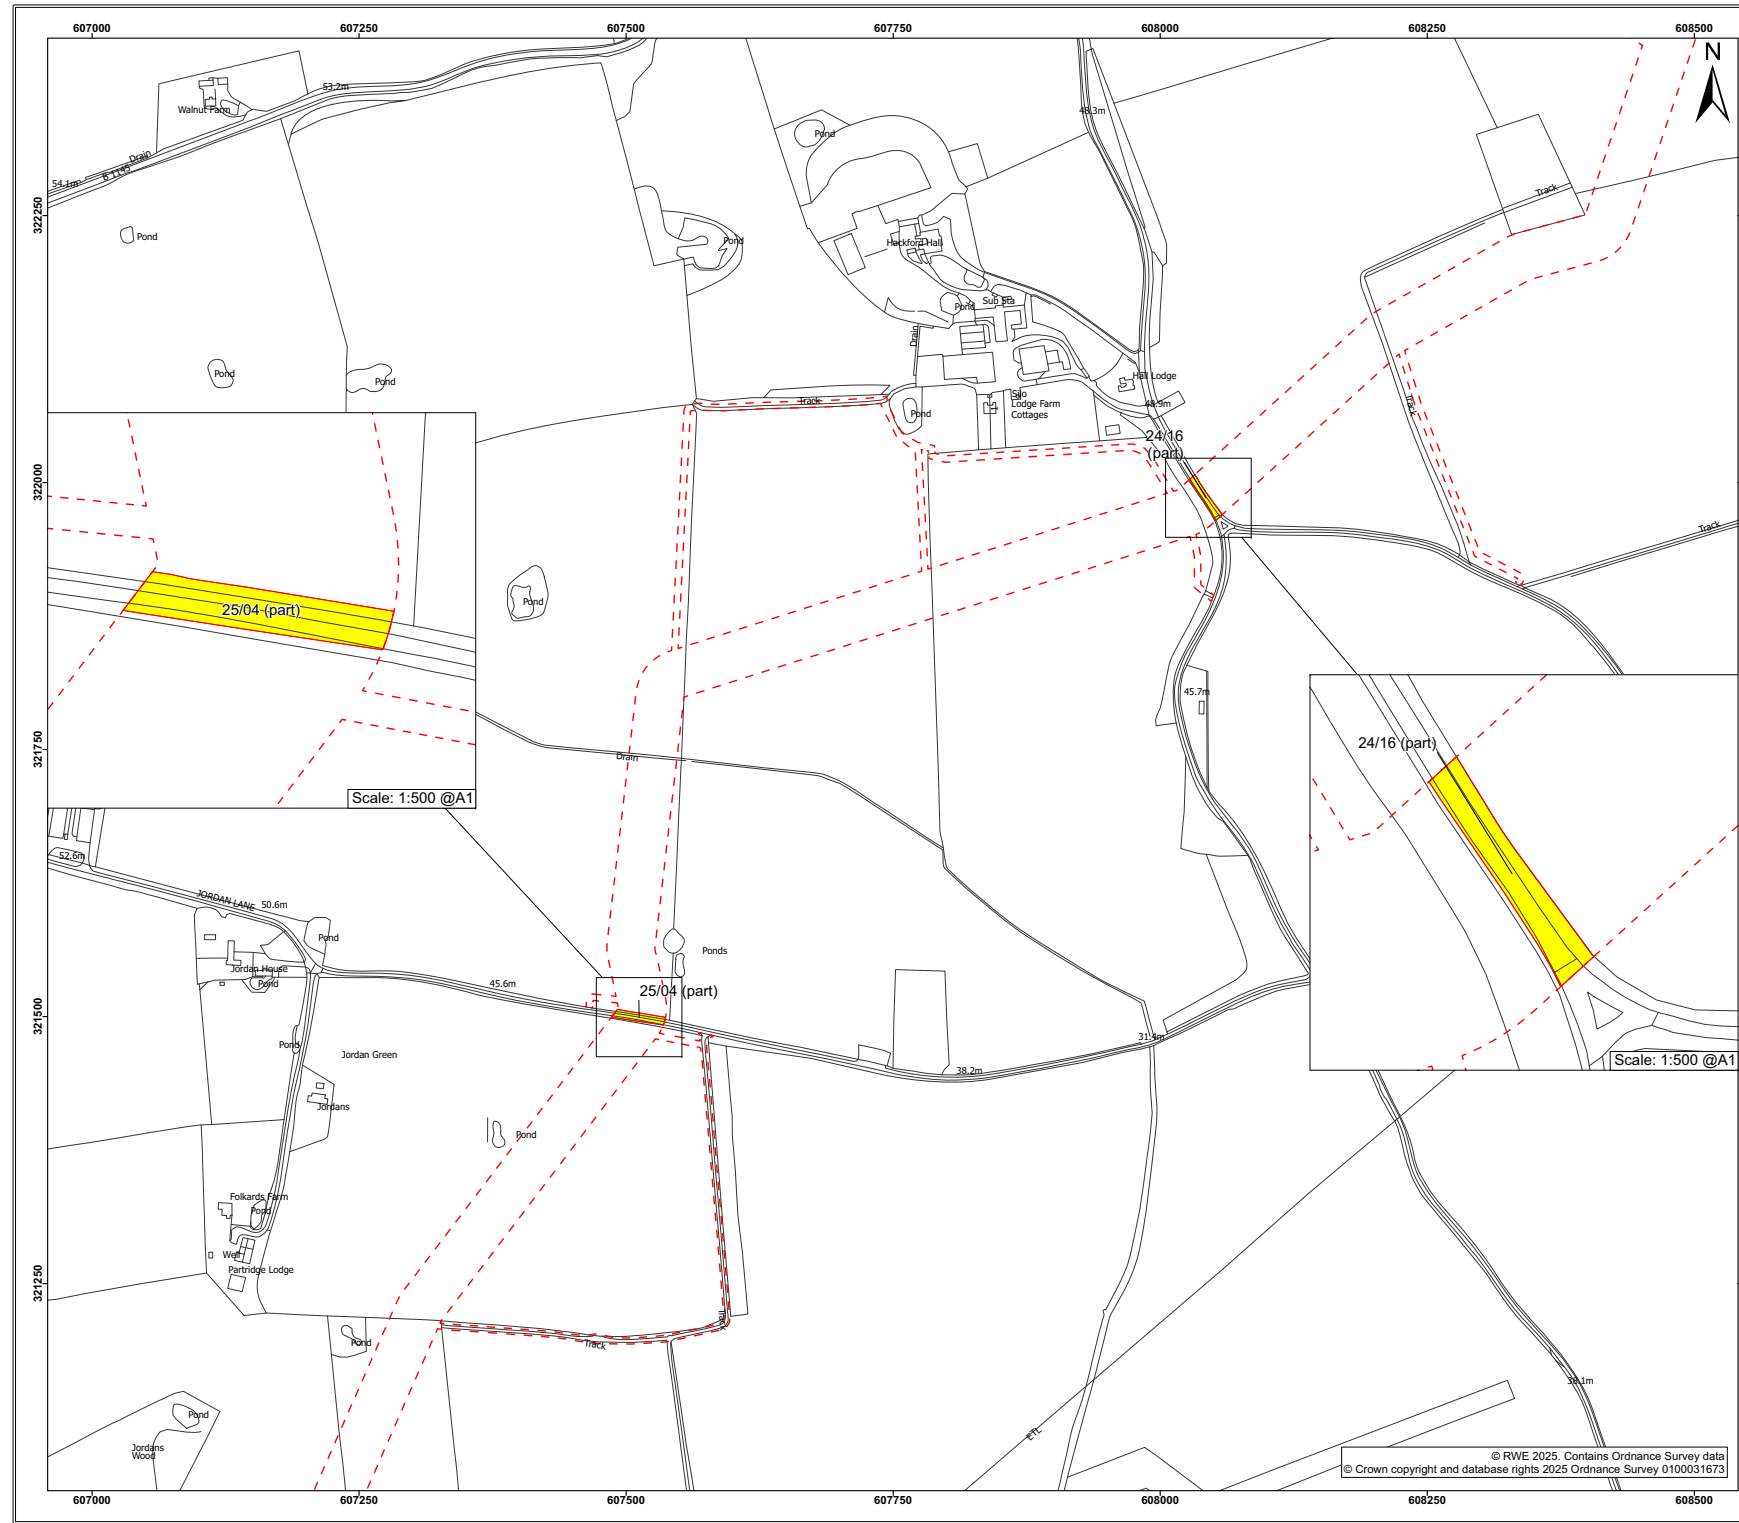 607000
607250
607500
607750
608000
608250
608500
N
53.2m
Walnut Farm
Drain
B 1145
54.1m
48.3m
Pond
Track
322250
Pond
Pond
Hackford Hall
Pond
Sub Sta
Drain
Pond
Pond
Hall Lodge
Silo
Lodge Farm
Cottages
48.9m
Track
Pond
Track
24/16
(part)
322000
Track
25/04 (part)
Pond
45.7m
24/16 (part)
321750
Drain
Scale: 1:500 @A1
52.6m
JORDAN LANE
50.6m
Pond
Ponds
Jordan House
Pond
45.6m
25/04 (part)
321500
Pond
Jordan Green
31.4m
38.2m
Scale: 1:500 @A1
Jordans
Pond
Folkards Farm
Pond
Well
Partridge Lodge
321250
Track
Pond
Track
38.1m
Pond
Jordans
Wood
ETL
© RWE 2025. Contains Ordnance Survey data
© Crown copyright and database rights 2025 Ordnance Survey 0100031673
607000
607250
607500
607750
608000
608250
608500